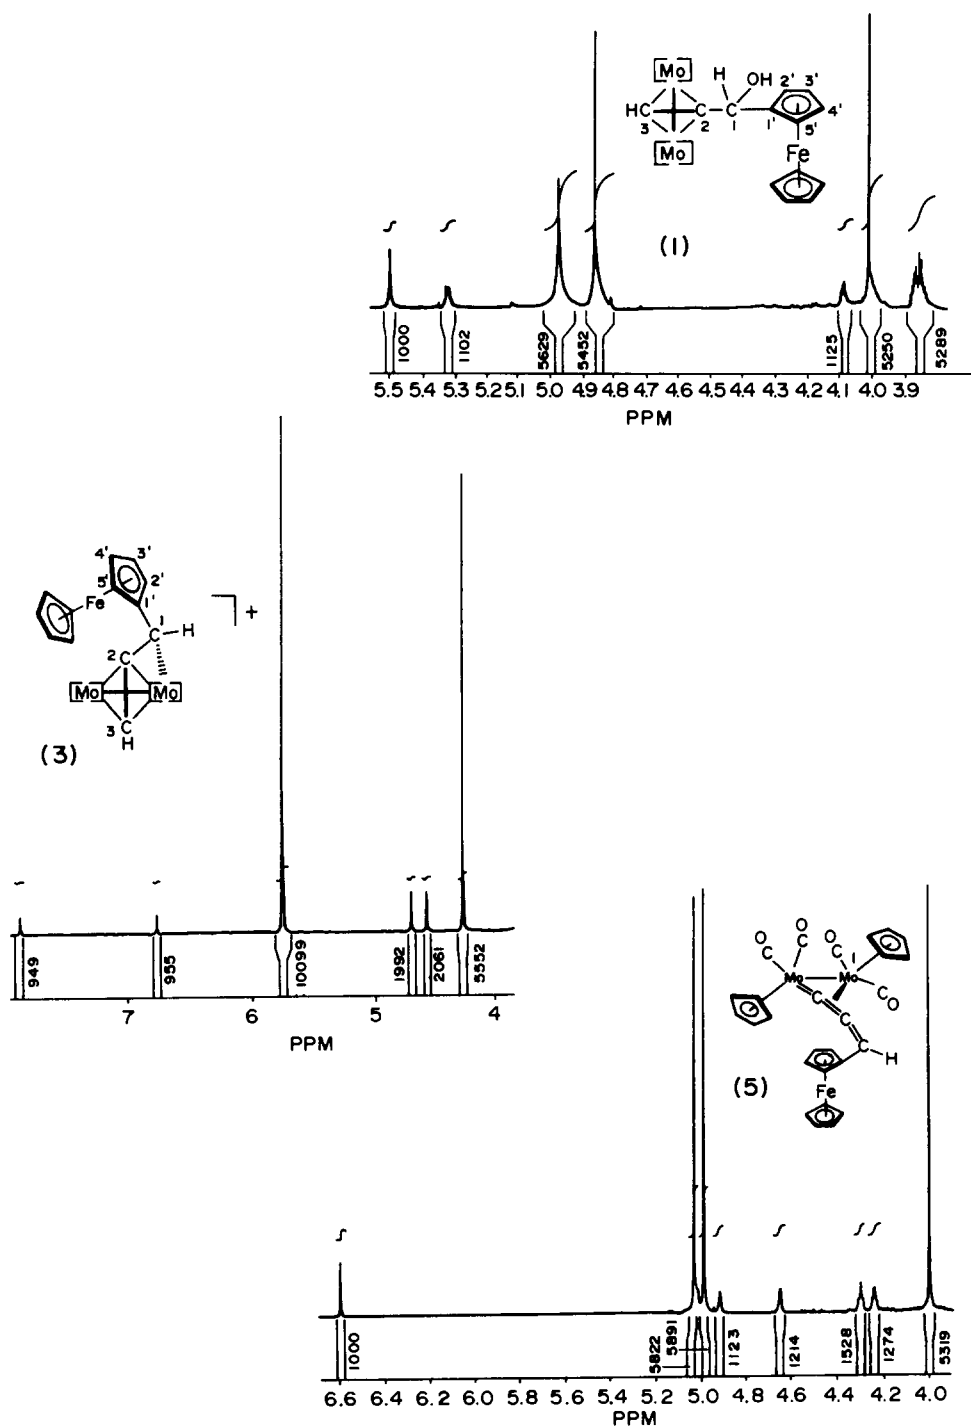 Mo
H OH
2' 3'
HC C C 4'
3 2 1 1' 5'
Mo
Fe
(1)
1000 1102 5629 5452 1125 5250 5289
5.5 5.4 5.3 5.2 5.1 5.0 4.9 4.8 4.7 4.6 4.5 4.4 4.3 4.2 4.1 4.0 3.9
PPM
4' 3'
5' 2'
Fe 1'
+
1
C H
2 C
Mo Mo
3 C
H
(3)
949 955 10099 1992 2061 5552
7 6 5 4
PPM
O O O
C C C 1
Mo Mo
C
O
C
C
C H
Fe
(5)
1000 5822 5891 1123 1214 1528 1274 5319
6.6 6.4 6.2 6.0 5.8 5.6 5.4 5.2 5.0 4.8 4.6 4.4 4.2 4.0
PPM